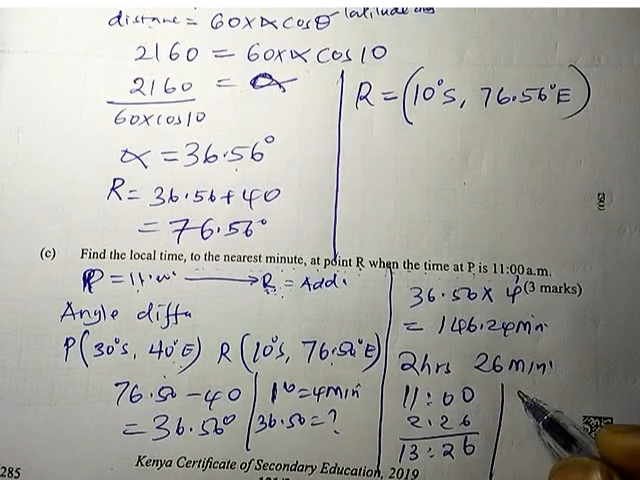 distance = 60 x α cos θ latitude
2160 = 60 x α cos 10
2160 = α
60 x cos 10
α = 36.56°
R = 36.56 + 40
= 76.56°
R = (10°S, 76.56°E)
(c) Find the local time, to the nearest minute, at point R when the time at P is 11:00 a.m.
(3 marks)
P = 11.00 → R = Add.
Angle diff
P(30°S, 40°E) R(10°S, 76.56°E)
76.56 - 40
= 36.56°
1° = 4 min
36.56 = ?
36.56 x 4
= 146.24 min
2hrs 26 min
11:00
2.26
13:26
Kenya Certificate of Secondary Education, 2019
285